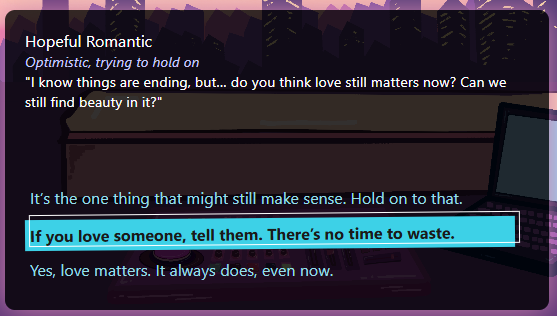 Hopeful Romantic
Optimistic, trying to hold on
"I know things are ending, but... do you think love still matters now? Can we
still find beauty in it?"
It's the one thing that might still make sense. Hold on to that.
If you love someone, tell them. There's no time to waste.
Yes, love matters. It always does, even now.